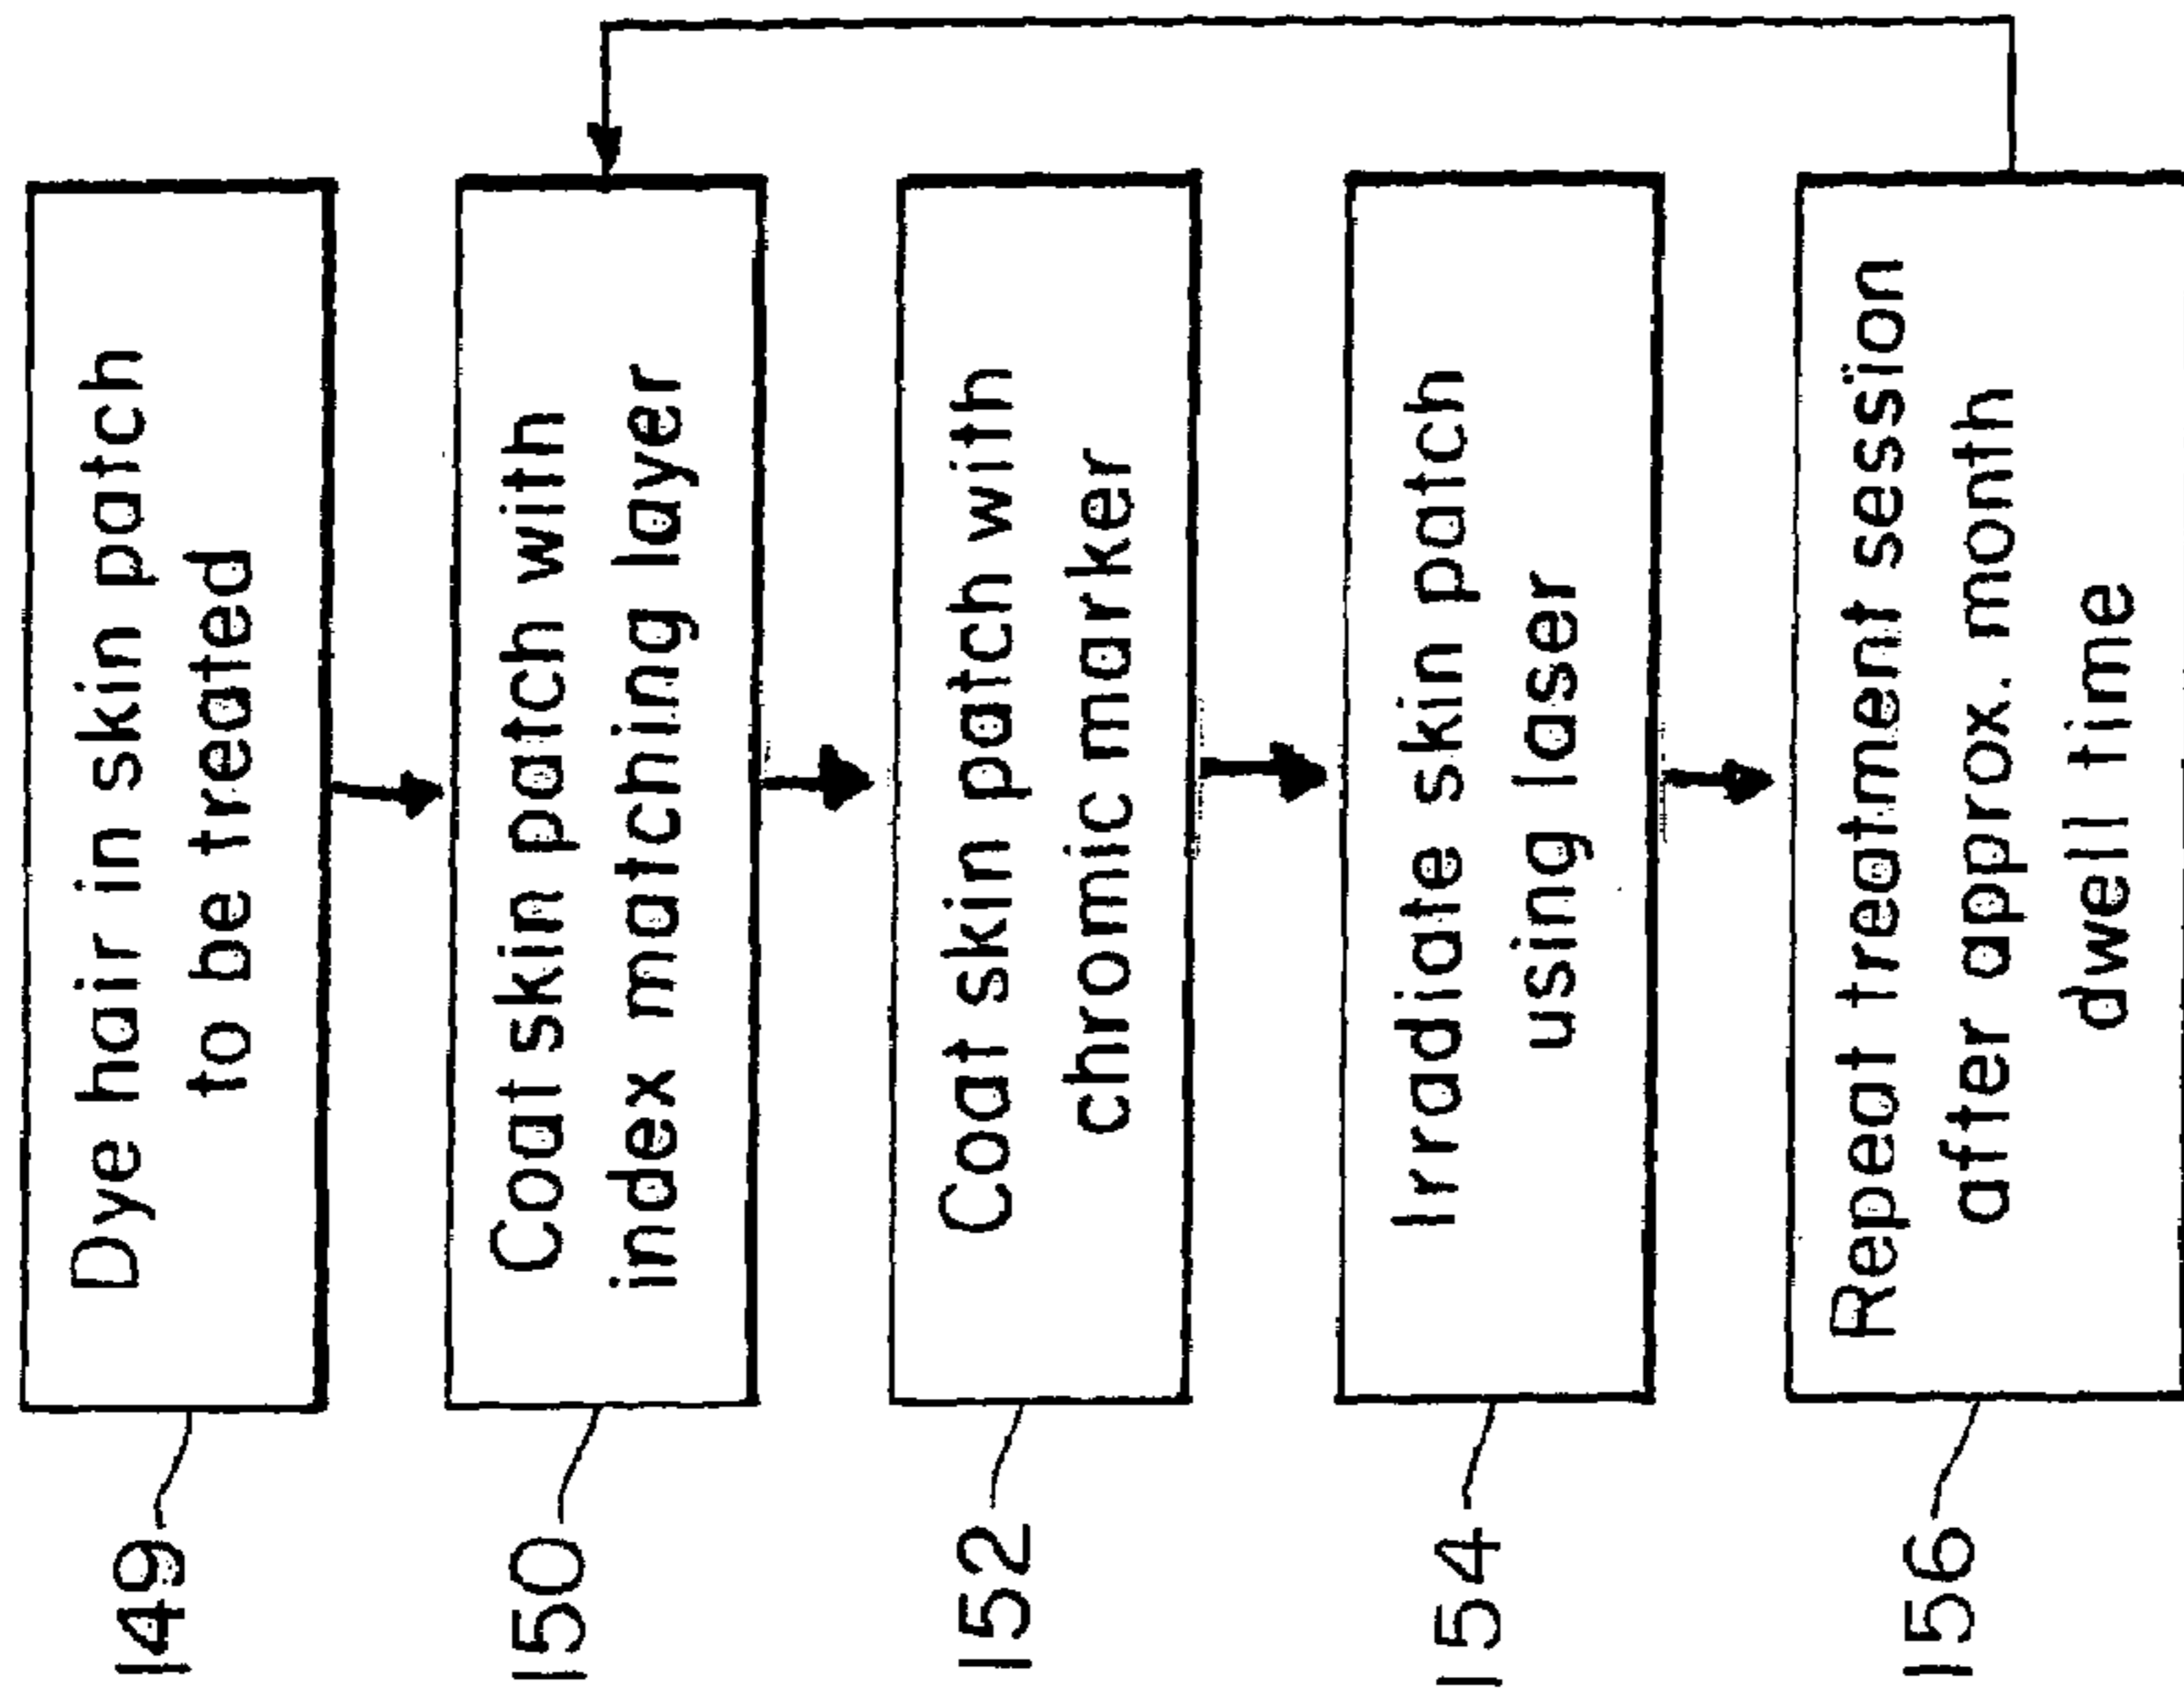 149
Dye hair in skin patch
to be treated
150
Coat skin patch with
index matching layer
152
Coat skin patch with
chromic marker
154
Irradiate skin patch
using laser
156
Repeat treatment session
after approx. month
dwell time